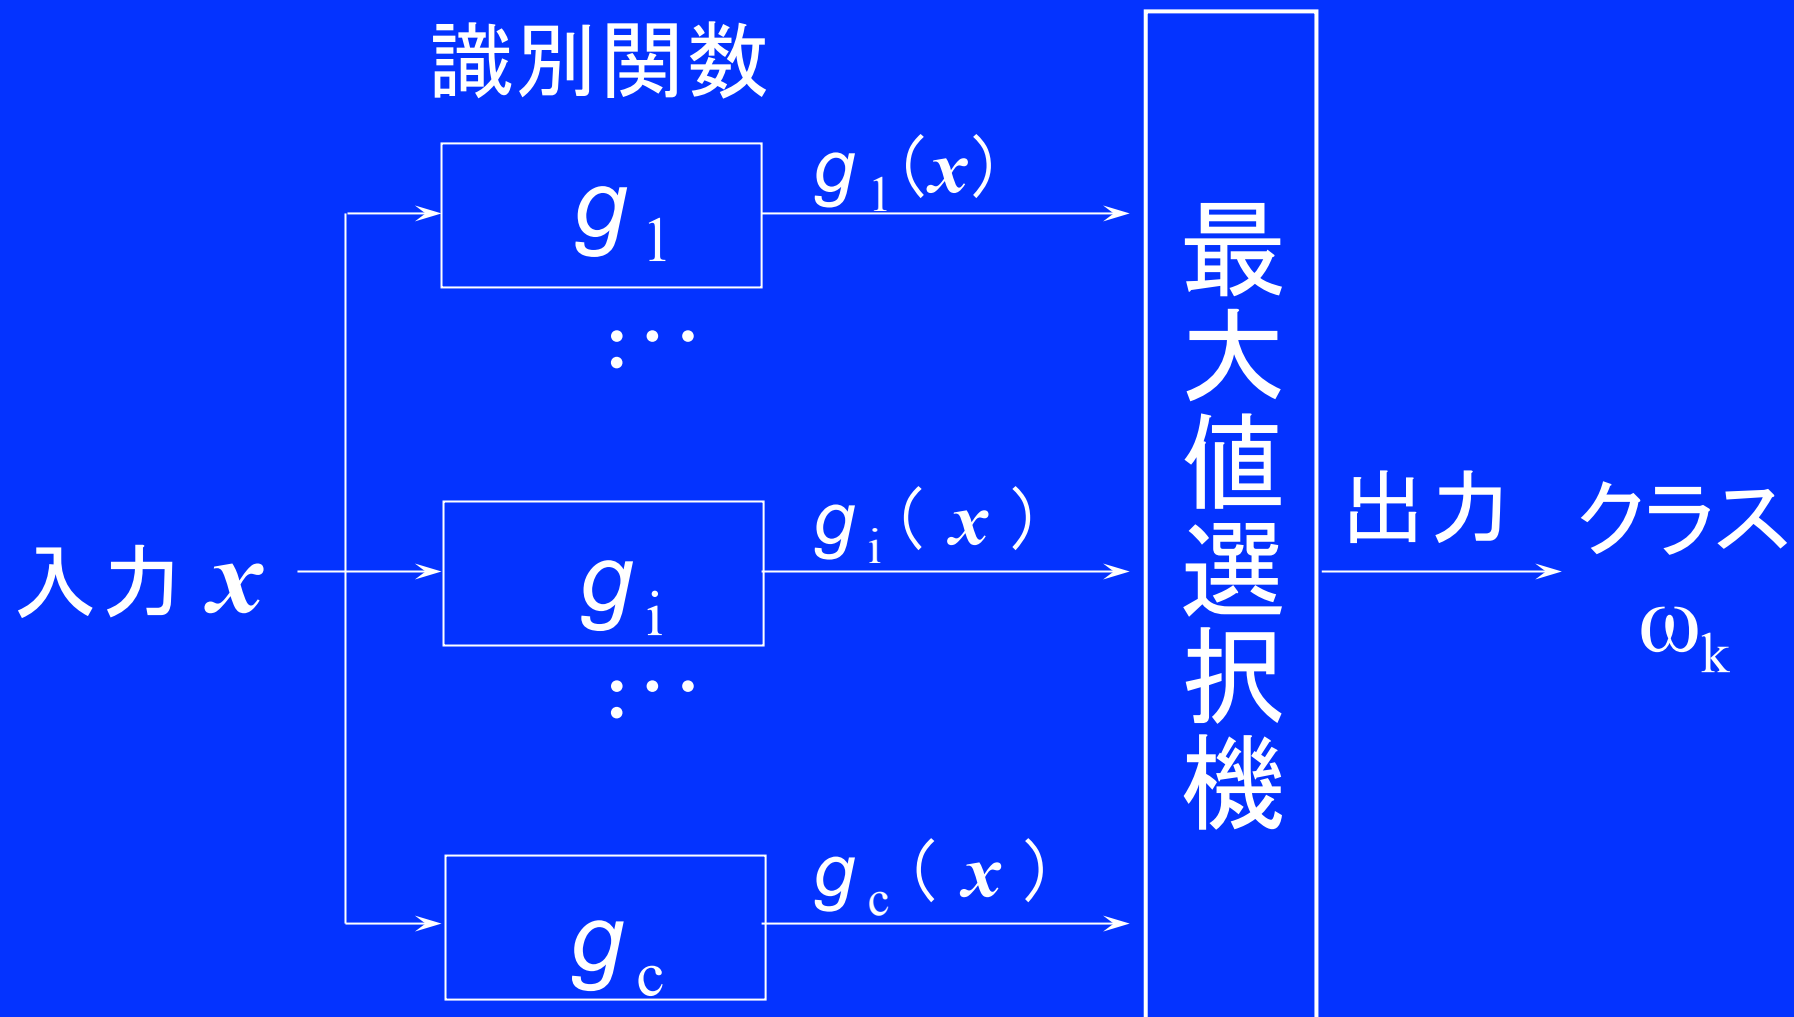 識別関数
g1
g1(x)
:・・
入力 x
gi
gi( x )
:・・
gc
gc( x )
最大値選択機
出力
クラス
ωk